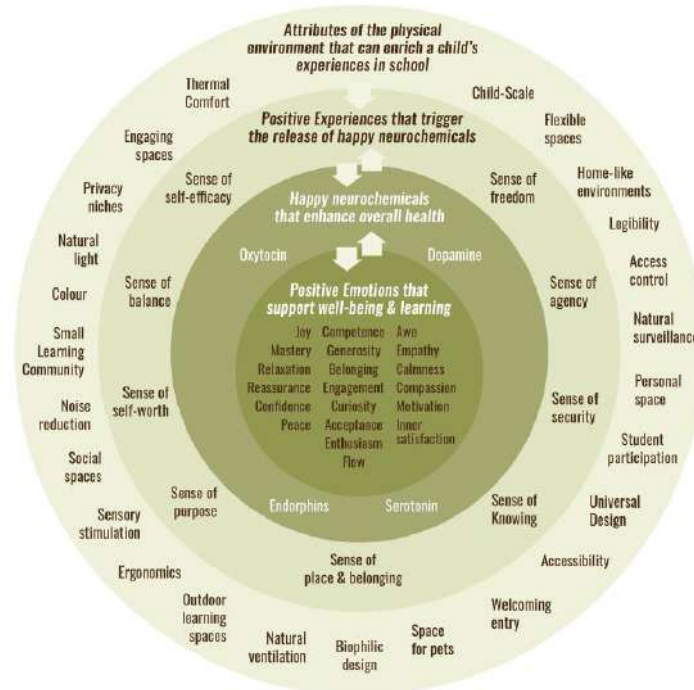 Attributes of the physical
environment that can enrich a child's
experiences in school
Thermal
Comfort
Child-Scale
Flexible
spaces
Engaging
spaces
Home-like
environments
Privacy
niches
Legibility
Natural
light
Access
control
Colour
Natural
surveillance
Small
Learning
Community
Personal
space
Noise
reduction
Student
participation
Social
spaces
Universal
Design
Sensory
stimulation
Accessibility
Ergonomics
Welcoming
entry
Outdoor
learning
spaces
Natural
ventilation
Biophilic
design
Space
for pets
Positive Experiences that trigger
the release of happy neurochemicals
Sense of
self-efficacy
Sense of
freedom
Sense of
balance
Sense of
agency
Sense of
self-worth
Sense of
security
Sense of
purpose
Sense of
Knowing
Sense of
place & belonging
Happy neurochemicals
that enhance overall health
Oxytocin
Dopamine
Endorphins
Serotonin
Positive Emotions that
support well-being & learning
Joy Competence Awe
Mastery Generosity Empathy
Relaxation Belonging Calmness
Reassurance Engagement Compassion
Confidence Curiosity Motivation
Peace Acceptance Inner
Enthusiasm satisfaction
Flow